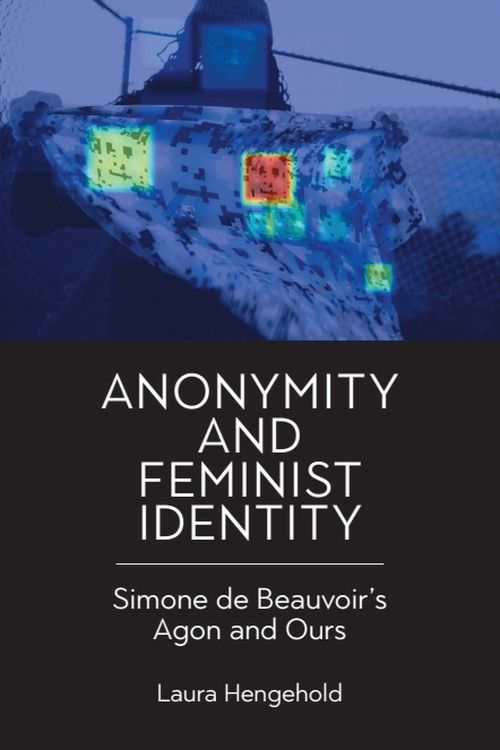 ANONYMITY
AND
FEMINIST
IDENTITY
Simone de Beauvoir's
Agon and Ours
Laura Hengehold